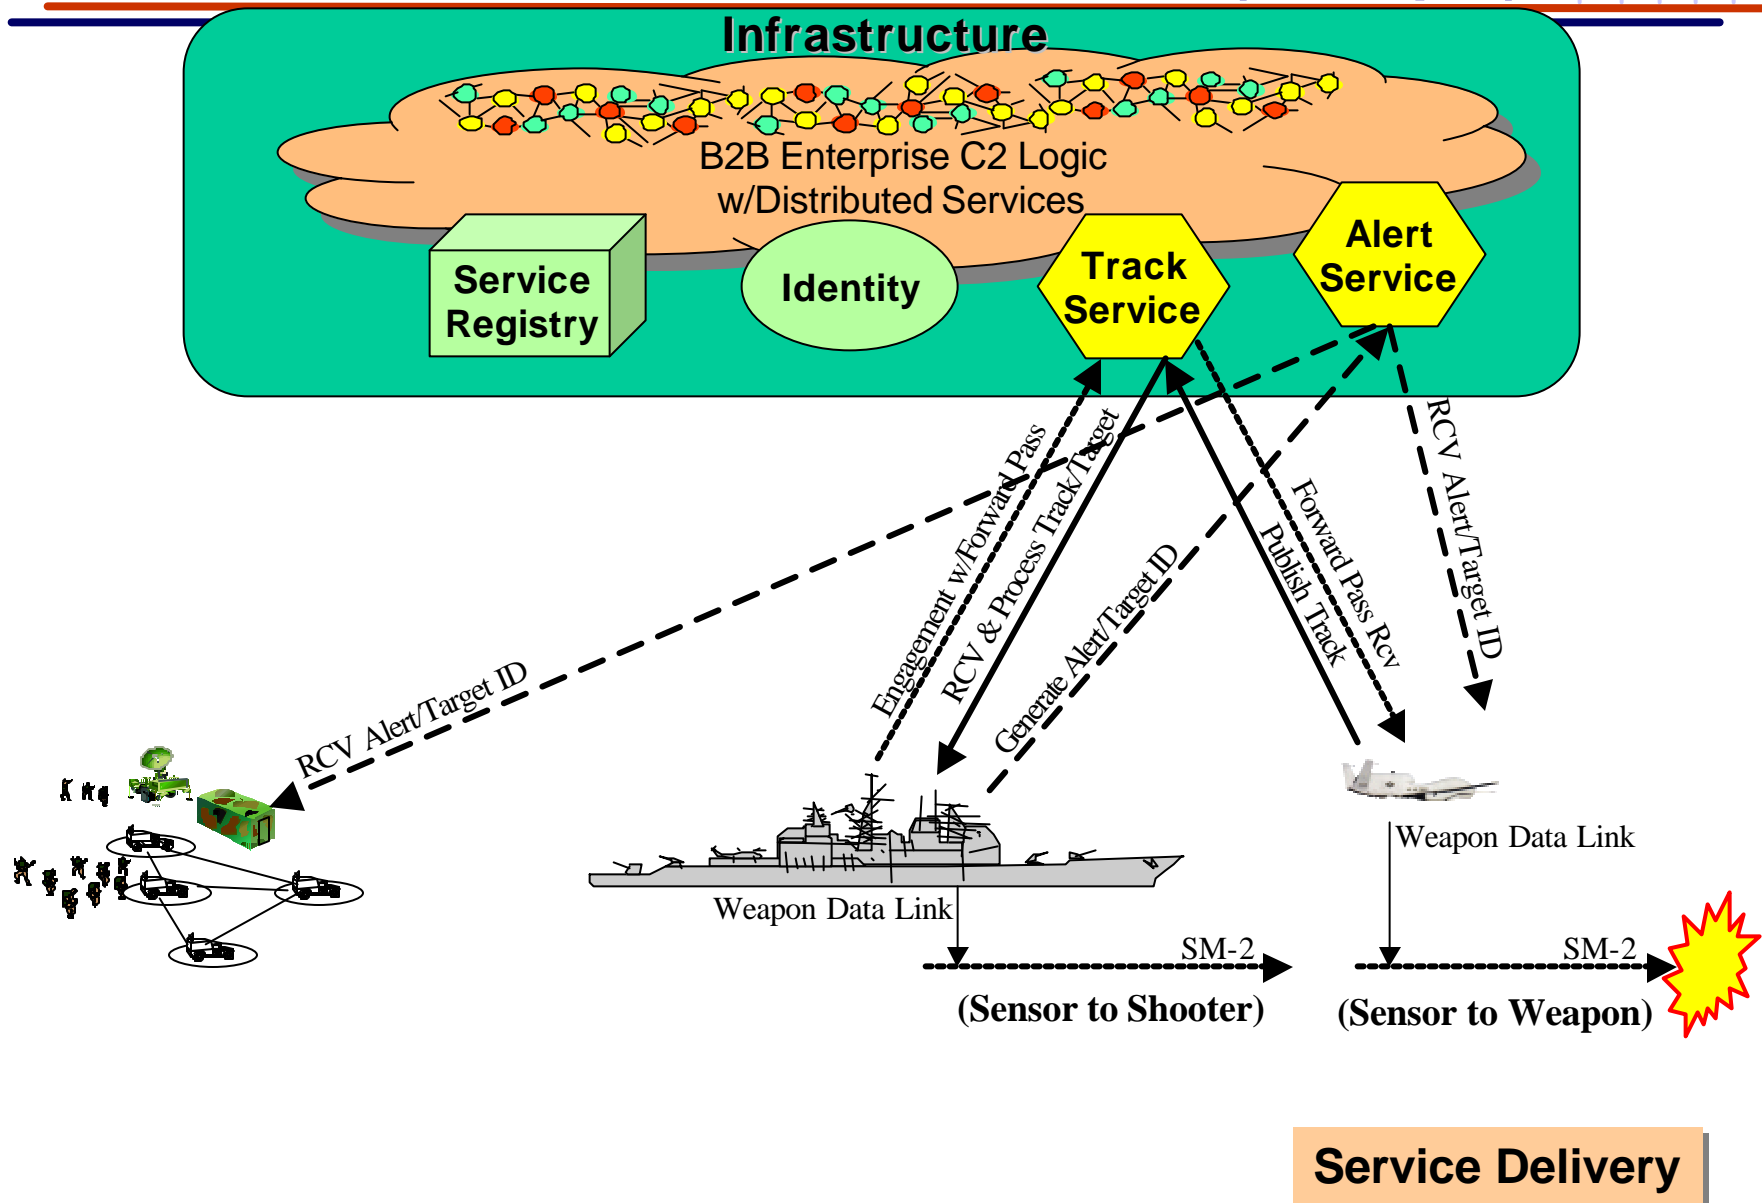 Infrastructure
B2B Enterprise C2 Logic
w/Distributed Services
Service
Registry
Identity
Track
Service
Alert
Service
RCV Alert/Target ID
Engagement w/Forward Pass
RCV & Process Track/Target
Generate Alert/Target ID
Publish Track
Forward Pass Rcv
RCV Alert/Target ID
Weapon Data Link
Weapon Data Link
SM-2
SM-2
(Sensor to Shooter)
(Sensor to Weapon)
Service Delivery